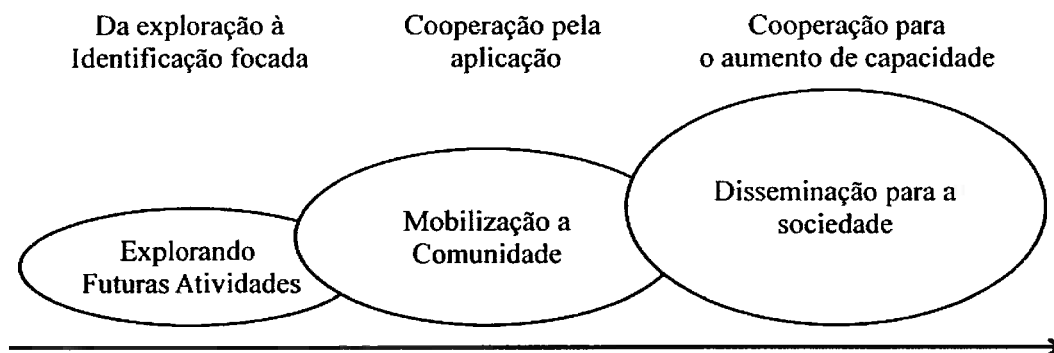 Da exploração à
Identificação focada
Cooperação pela
aplicação
Cooperação para
o aumento de capacidade
Explorando
Futuras Atividades
Mobilização a
Comunidade
Disseminação para a
sociedade